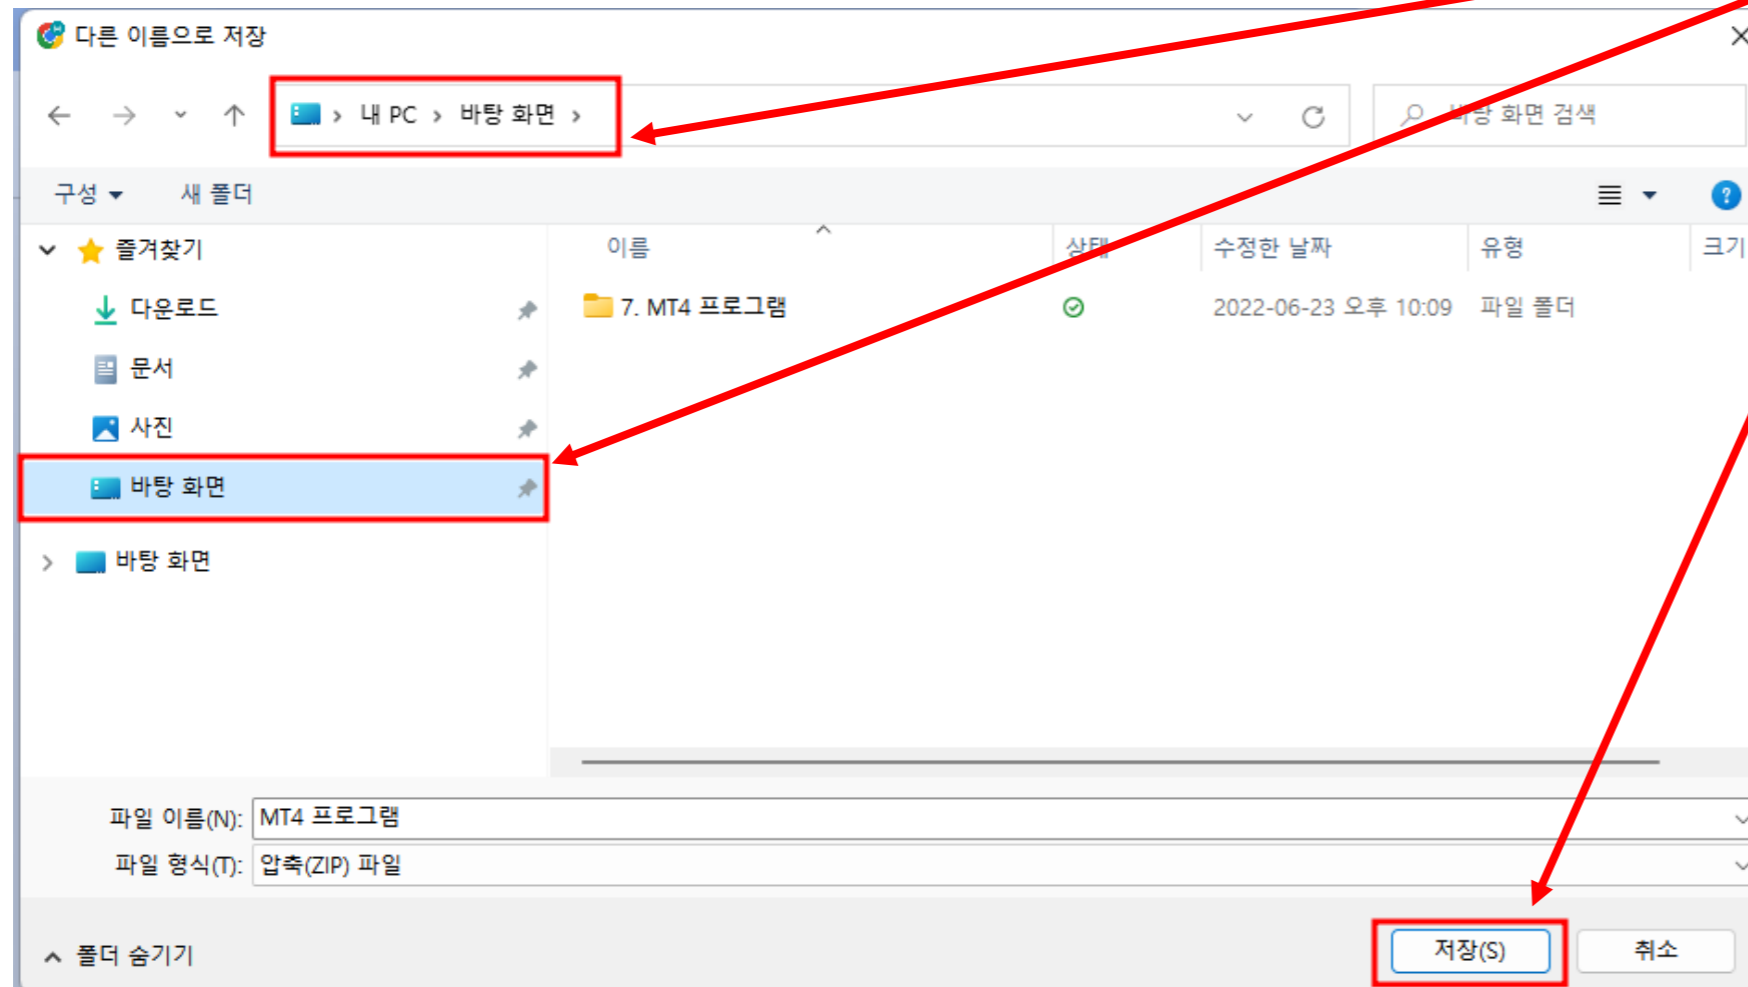 다른 이름으로 저장
내 PC > 바탕 화면 >
바탕 화면 검색
구성 새 폴더
즐겨찾기
이름 상태 수정한 날짜 유형 크기
다운로드
7. MT4 프로그램 2022-06-23 오후 10:09 파일 폴더
문서
사진
바탕 화면
바탕 화면
파일 이름(N): MT4 프로그램
파일 형식(T): 압축(ZIP) 파일
폴더 숨기기
저장(S) 취소